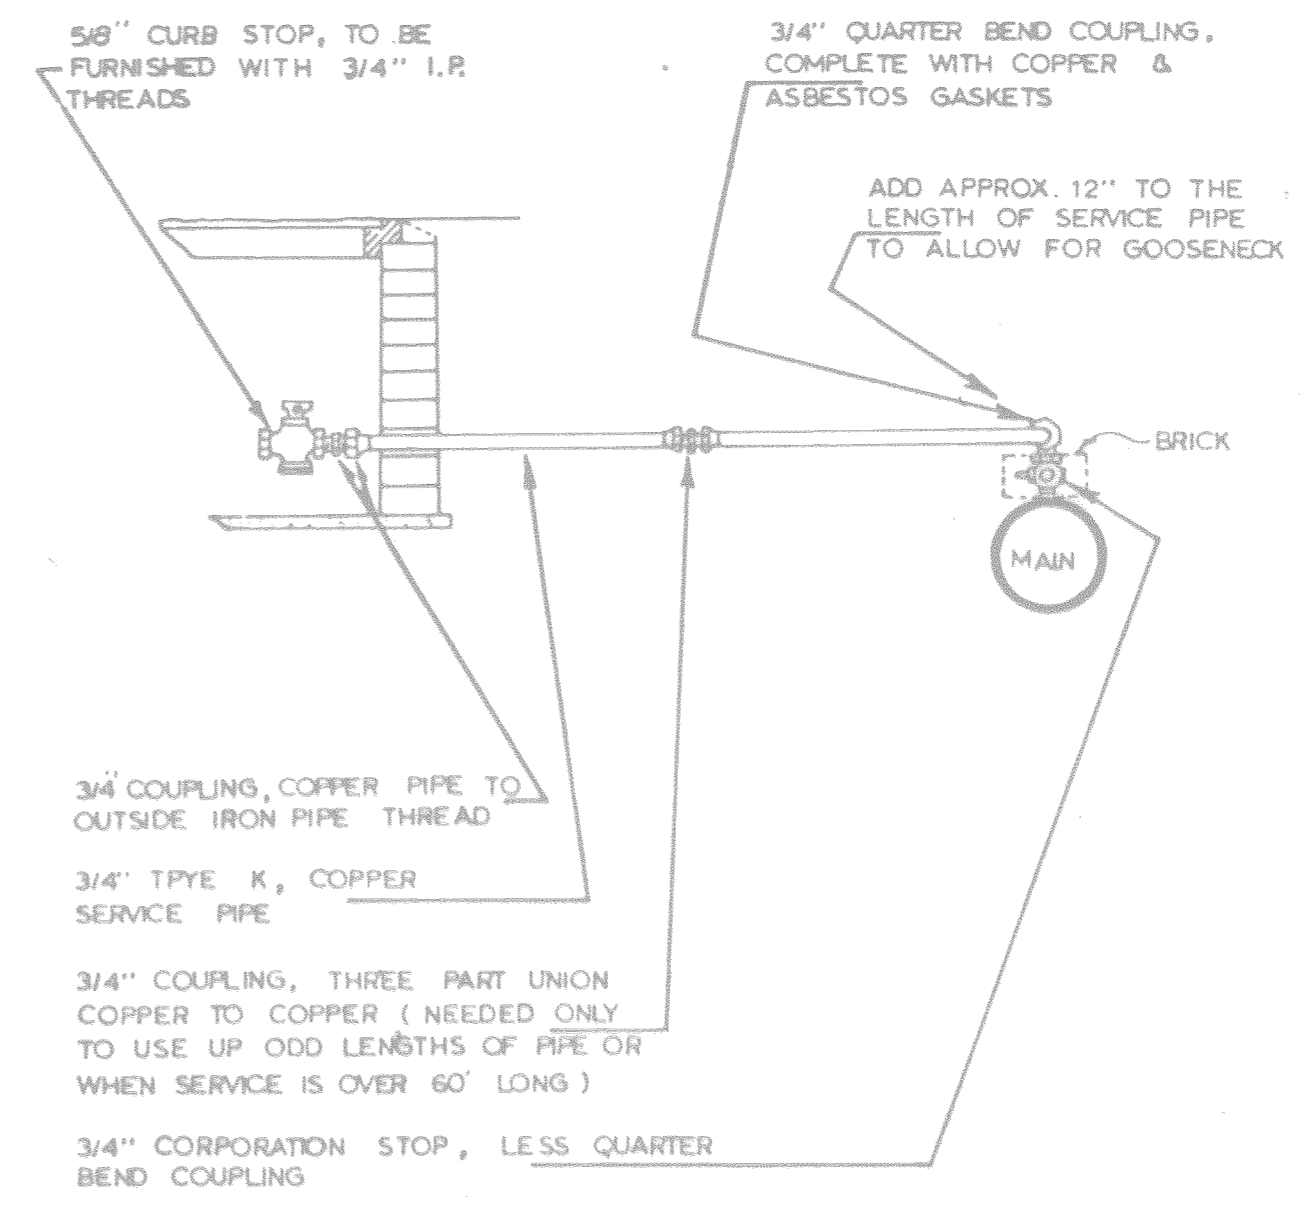 5/8" CURB STOP, TO BE
FURNISHED WITH 3/4" I.P.
THREADS
3/4" QUARTER BEND COUPLING,
COMPLETE WITH COPPER &
ASBESTOS GASKETS
ADD APPROX. 12" TO THE
LENGTH OF SERVICE PIPE
TO ALLOW FOR GOOSENECK
BRICK
MAIN
3/4" COUPLING, COPPER PIPE TO
OUTSIDE IRON PIPE THREAD
3/4" TPYE K, COPPER
SERVICE PIPE
3/4" COUPLING, THREE PART UNION
COPPER TO COPPER (NEEDED ONLY
TO USE UP ODD LENGTHS OF PIPE OR
WHEN SERVICE IS OVER 60' LONG)
3/4" CORPORATION STOP, LESS QUARTER
BEND COUPLING